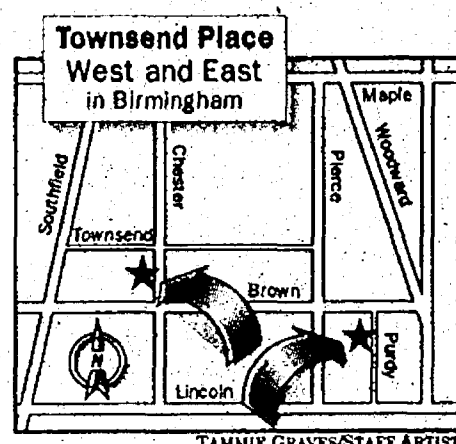 Townsend Place
West and East
in Birmingham
Maple
Southfield
Chester
Pierce
Woodward
Townsend
Brown
Purdy
N
Lincoln
TAMMIE GRAVES/STAFF ARTIST